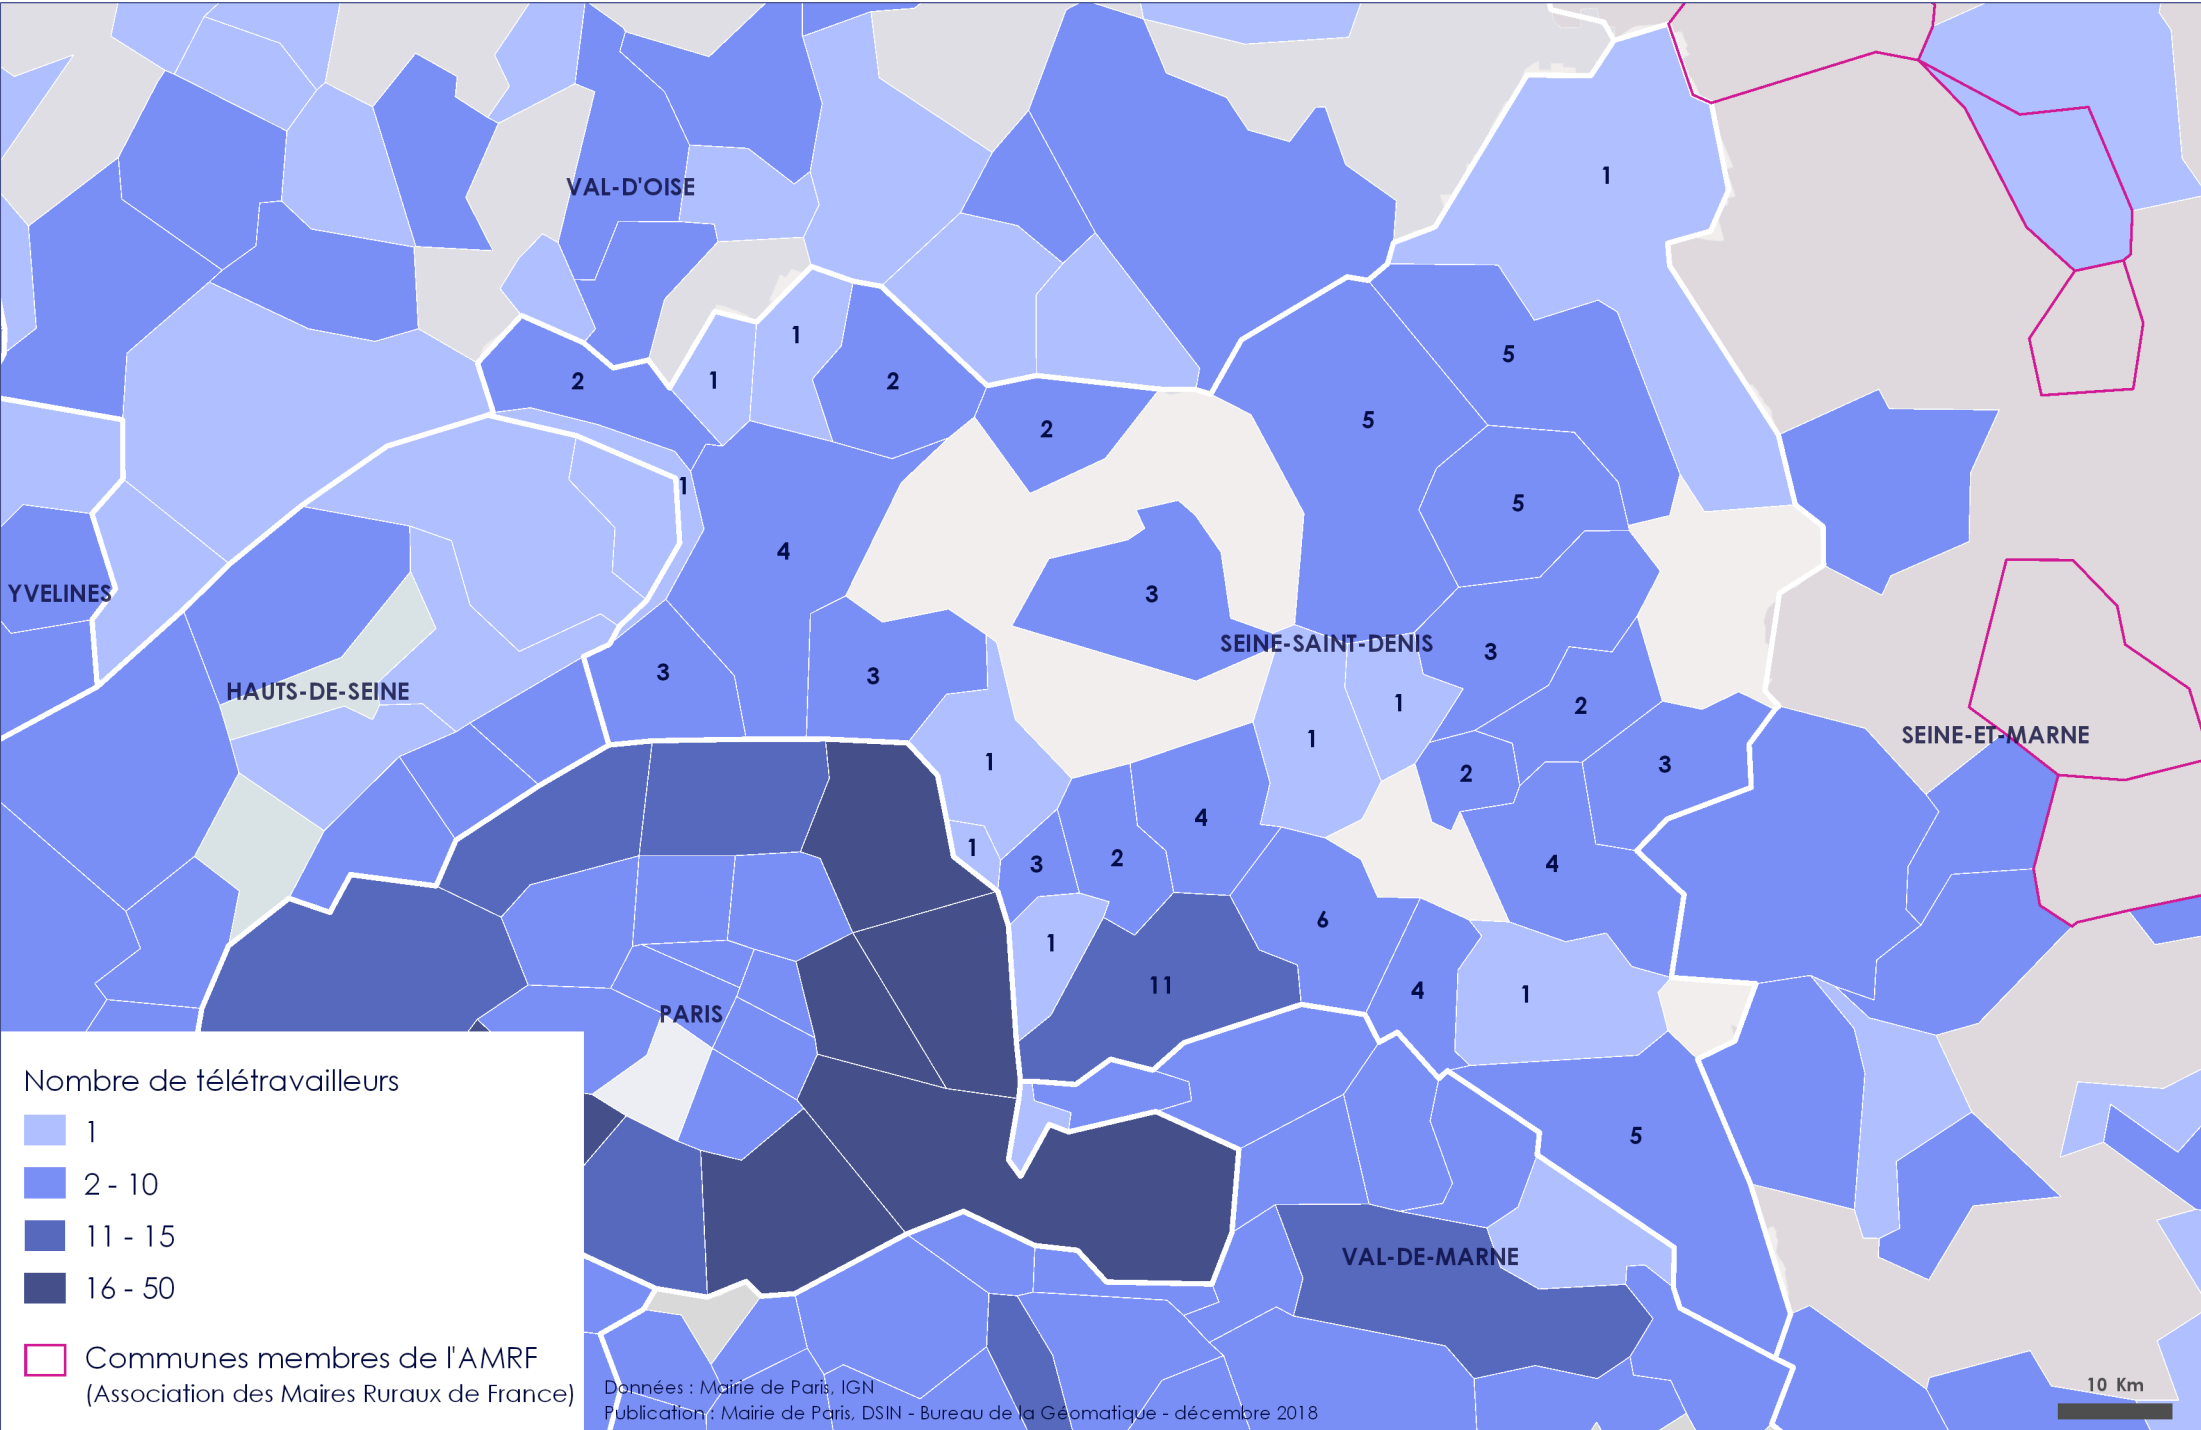 1
VAL-D'OISE
1
5
2
1
2
5
2
1
5
4
YVELINES
3
SEINE-SAINT-DENIS
3
3
3
HAUTS-DE-SEINE
1
2
1
SEINE-ET-MARNE
1
3
2
4
1
2
3
4
6
1
11
4
1
PARIS
5
VAL-DE-MARNE
Nombre de télétravailleurs
1
2 - 10
11 - 15
16 - 50
Communes membres de l'AMRF
(Association des Maires Ruraux de France)
Données : Mairie de Paris, IGN
Publication : Mairie de Paris, DSIN - Bureau de la Géomatique - décembre 2018
10 Km